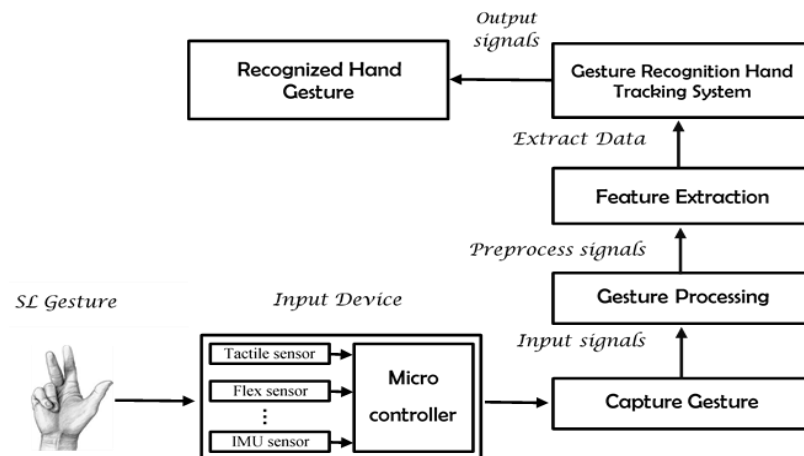 Output
signals
Recognized Hand
Gesture
Gesture Recognition Hand
Tracking System
Extract Data
Feature Extraction
Preprocess signals
SL Gesture
Input Device
Gesture Processing
Input signals
Tactile sensor
Flex sensor
⋮
IMU sensor
Micro
controller
Capture Gesture